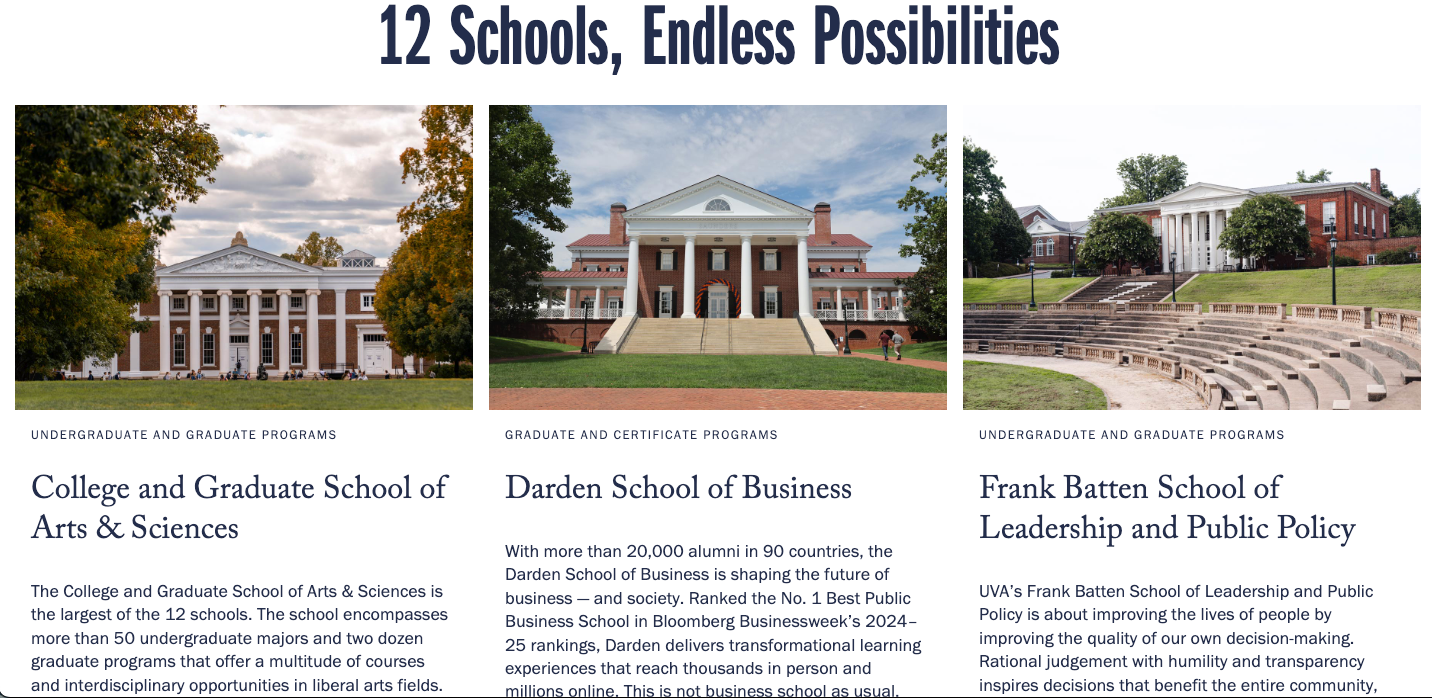 12 Schools, Endless Possibilities
UNDERGRADUATE AND GRADUATE PROGRAMS
College and Graduate School of
Arts & Sciences
The College and Graduate School of Arts & Sciences is
the largest of the 12 schools. The school encompasses
more than 50 undergraduate majors and two dozen
graduate programs that offer a multitude of courses
and interdisciplinary opportunities in liberal arts fields.
GRADUATE AND CERTIFICATE PROGRAMS
Darden School of Business
With more than 20,000 alumni in 90 countries, the
Darden School of Business is shaping the future of
business — and society. Ranked the No. 1 Best Public
Business School in Bloomberg Businessweek’s 2024–
25 rankings, Darden delivers transformational learning
experiences that reach thousands in person and
millions online. This is not business school as usual.
UNDERGRADUATE AND GRADUATE PROGRAMS
Frank Batten School of
Leadership and Public Policy
UVA’s Frank Batten School of Leadership and Public
Policy is about improving the lives of people by
improving the quality of our own decision-making.
Rational judgement with humility and transparency
inspires decisions that benefit the entire community,